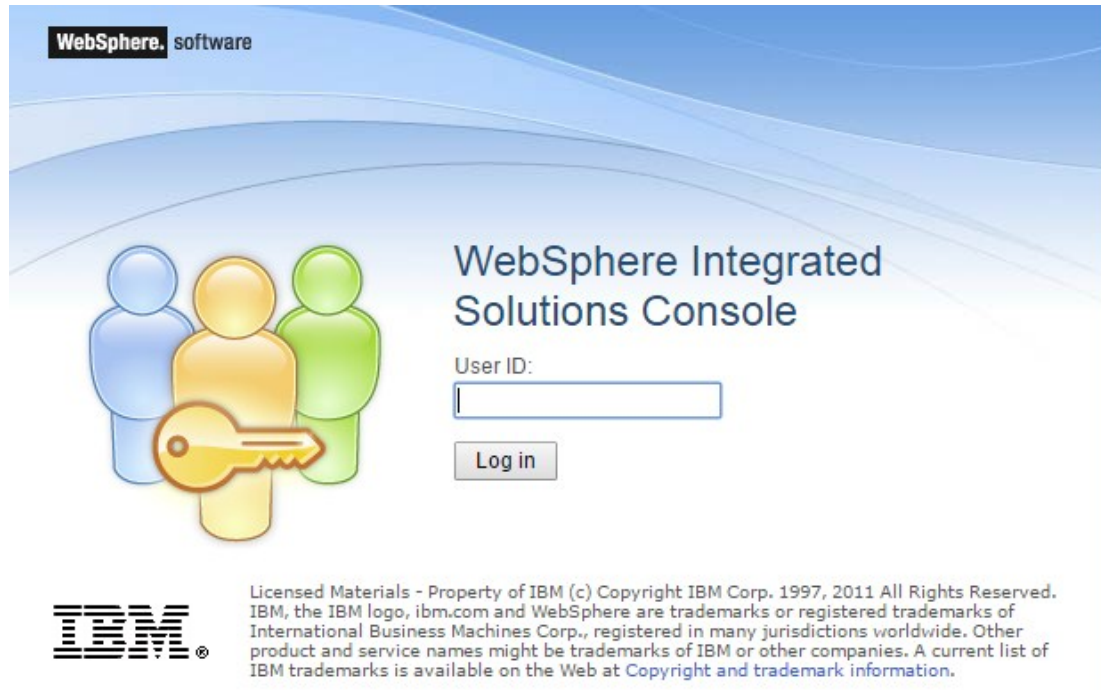 WebSphere. software
WebSphere Integrated
Solutions Console
User ID:
Log in
IBM®
Licensed Materials - Property of IBM (c) Copyright IBM Corp. 1997, 2011 All Rights Reserved.
IBM, the IBM logo, ibm.com and WebSphere are trademarks or registered trademarks of
International Business Machines Corp., registered in many jurisdictions worldwide. Other
product and service names might be trademarks of IBM or other companies. A current list of
IBM trademarks is available on the Web at Copyright and trademark information.